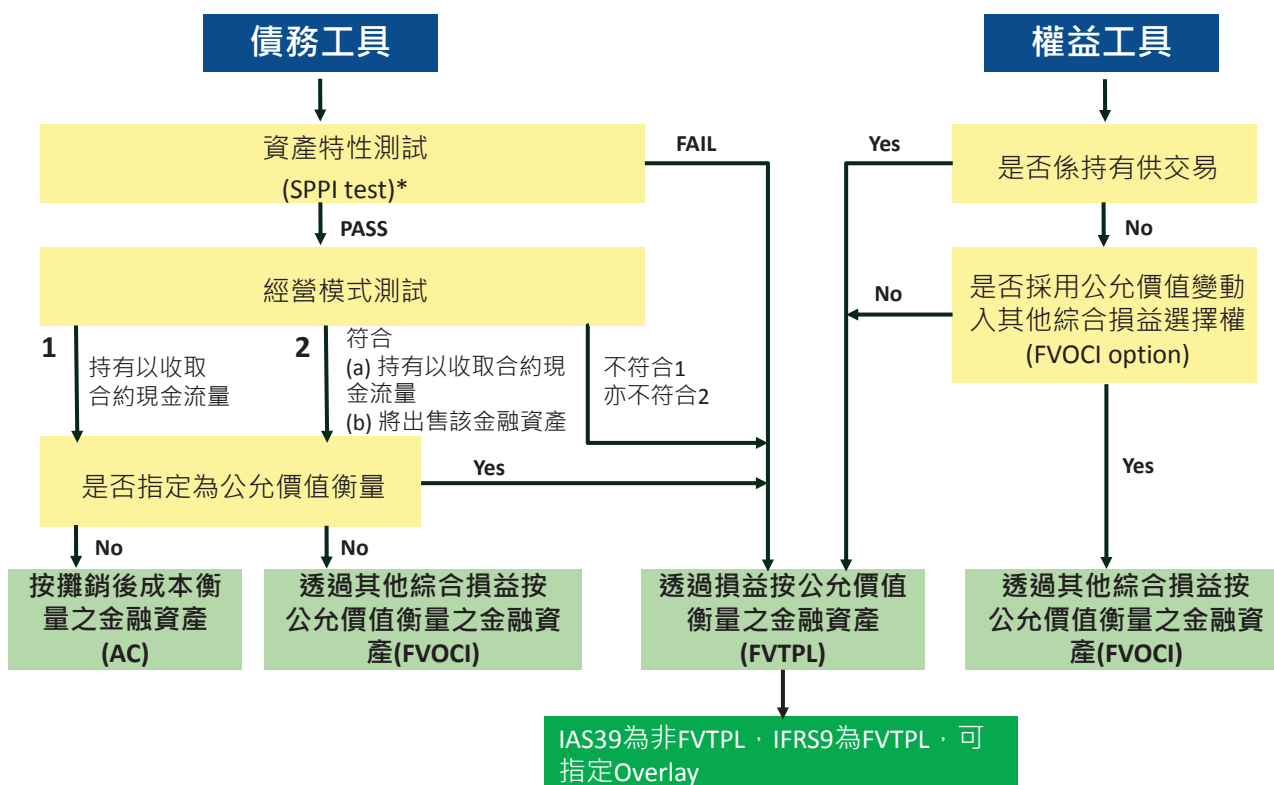 債務工具
權益工具
資產特性測試
(SPPI test)*
FAIL
Yes
是否係持有供交易
PASS
No
經營模式測試
No
是否採用公允價值變動
入其他綜合損益選擇權
(FVOCI option)
1
持有以收取
合約現金流量
2
符合
(a) 持有以收取合約現
金流量
(b) 將出售該金融資產
不符合1
亦不符合2
是否指定為公允價值衡量
Yes
Yes
No
No
按攤銷後成本衡
量之金融資產
(AC)
透過其他綜合損益按
公允價值衡量之金融資
產(FVOCI)
透過損益按公允價值
衡量之金融資產
(FVTPL)
透過其他綜合損益按
公允價值衡量之金融資
產(FVOCI)
IAS39為非FVTPL，IFRS9為FVTPL，可
指定Overlay